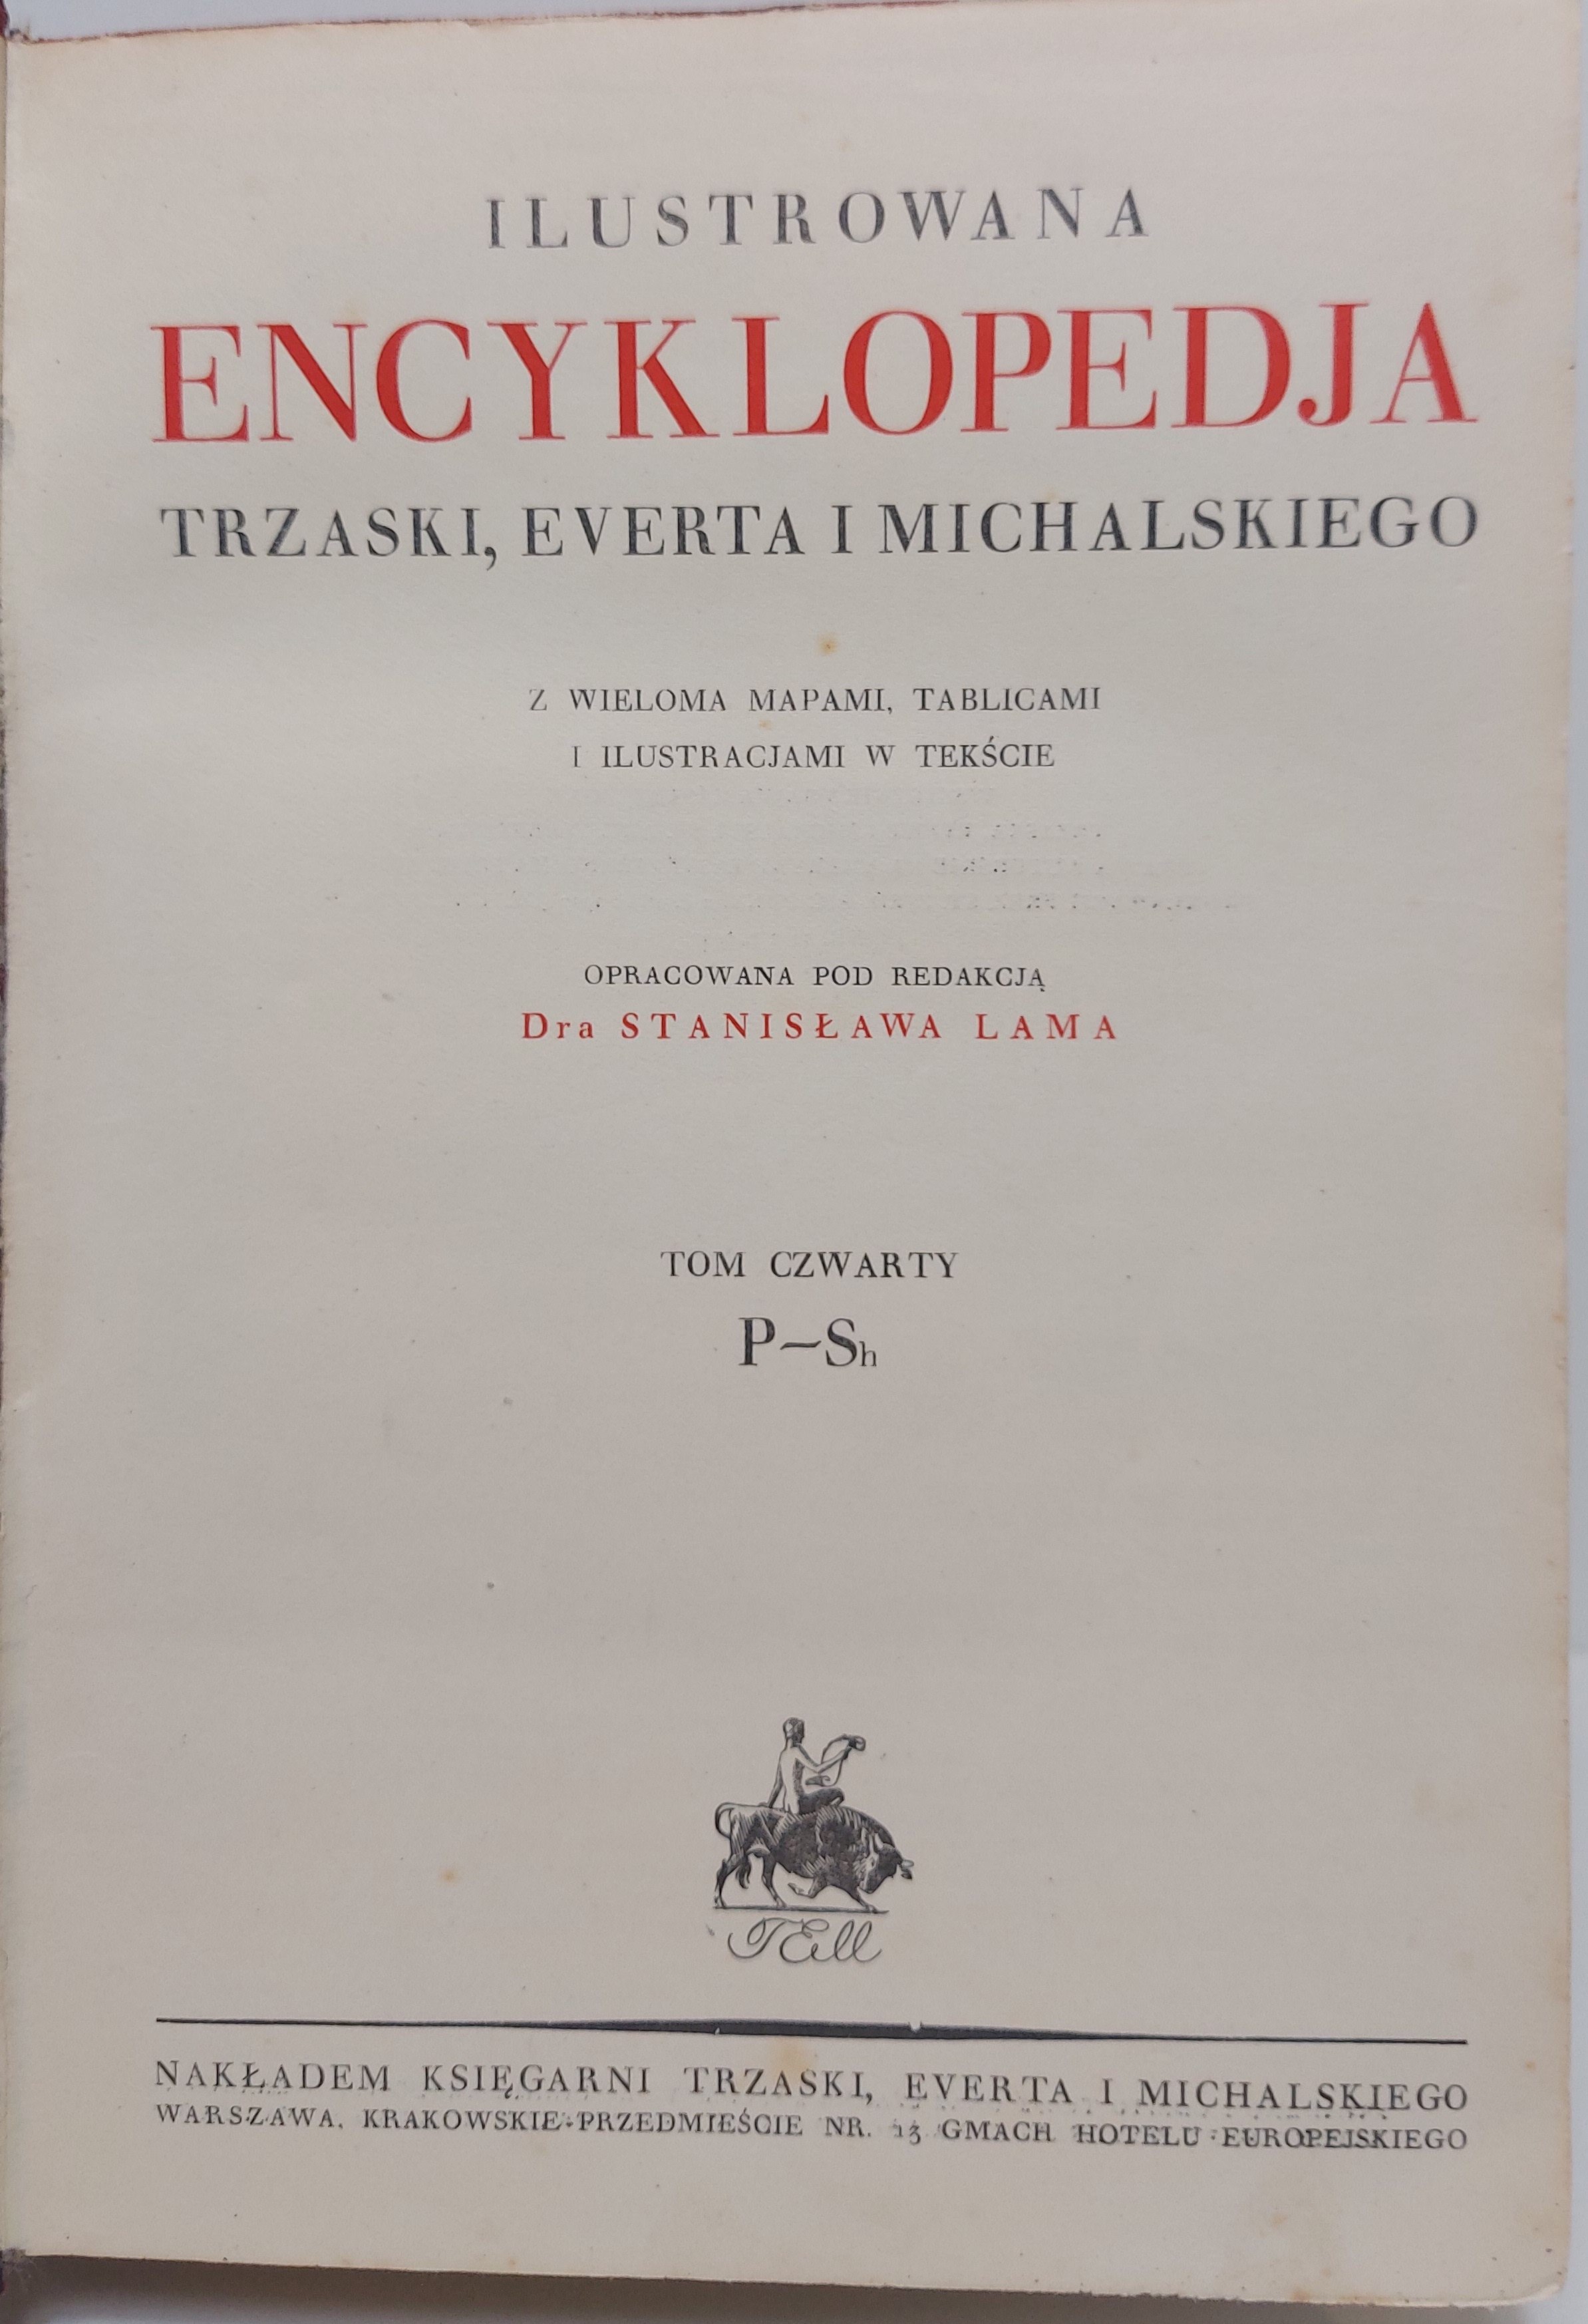 ILUSTROWANA
ENCYKLOPEDJA
TRZASKI, EVERTA I MICHALSKIEGO
Z WIELOMA MAPAMI, TABLICAMI
I ILUSTRACJAMI W TEKŚCIE
OPRACOWANA POD REDAKCJĄ
Dra STANISŁAWA LAMA
TOM CZWARTY
P—Sh
NAKŁADEM KSIĘGARNI TRZASKI, EVERTA I MICHALSKIEGO
WARSZAWA, KRAKOWSKIE-PRZEDMIEŚCIE NR. 13 GMACH HOTELU EUROPEJSKIEGO